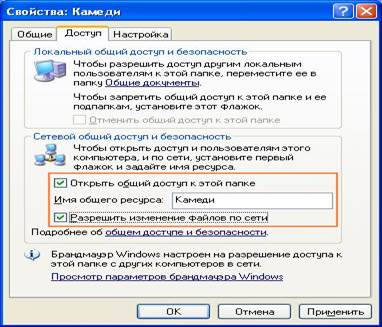 Свойства: Камеди
Общие Доступ Настройка
Локальный общий доступ и безопасность
Чтобы разрешить доступ другим локальным
пользователям к этой папке, переместите ее в
папку Общие документы.
Чтобы запретить общий доступ к папке и ее
подпапкам, установите этот флажок.
Отменить общий доступ к этой папке
Сетевой общий доступ и безопасность
Чтобы открыть доступ и пользователям этого
компьютера, и по сети, установите первый
флажок и задайте имя ресурса.
Открыть общий доступ к этой папке
Имя общего ресурса: Камеди
Разрешить изменение файлов по сети
Подробнее об общем доступе и безопасности.
Брандмауэр Windows настроен на разрешение доступа к
этой папке с других компьютеров в сети.
Просмотр параметров брандмауэра Windows
OK Отмена Применить